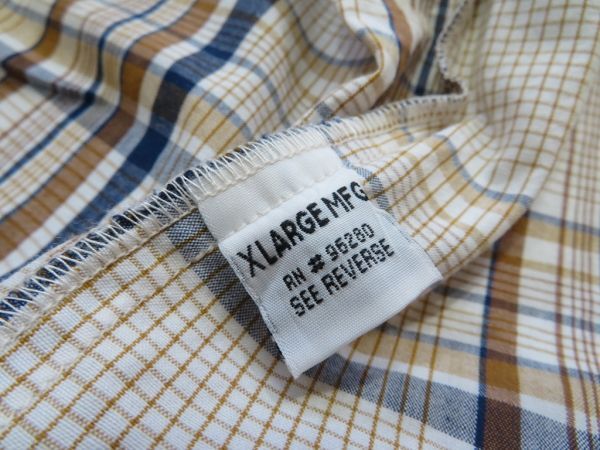 XLARGE MFG
RN # 96280
SEE REVERSE